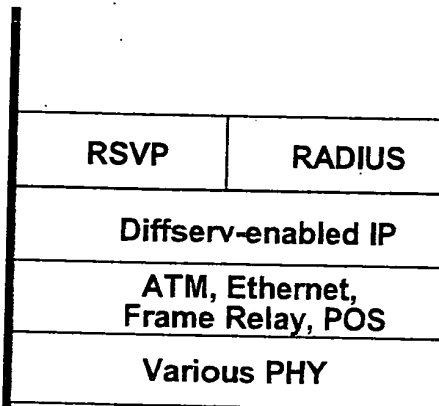 RSVP RADIUS
Diffserv-enabled IP
ATM, Ethernet,
Frame Relay, POS
Various PHY